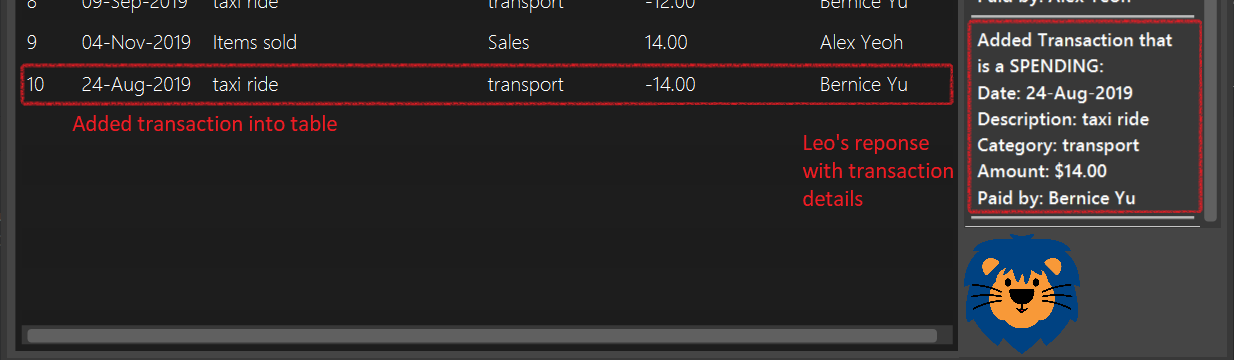 8 09-Sep-2019 taxi ride transport -12.00 Bernice Yu
9 04-Nov-2019 Items sold Sales 14.00 Alex Yeoh
10 24-Aug-2019 taxi ride transport -14.00 Bernice Yu
Added transaction into table
Leo's reponse
with transaction
details
Paid by: Alex Yeoh
Added Transaction that
is a SPENDING:
Date: 24-Aug-2019
Description: taxi ride
Category: transport
Amount: $14.00
Paid by: Bernice Yu